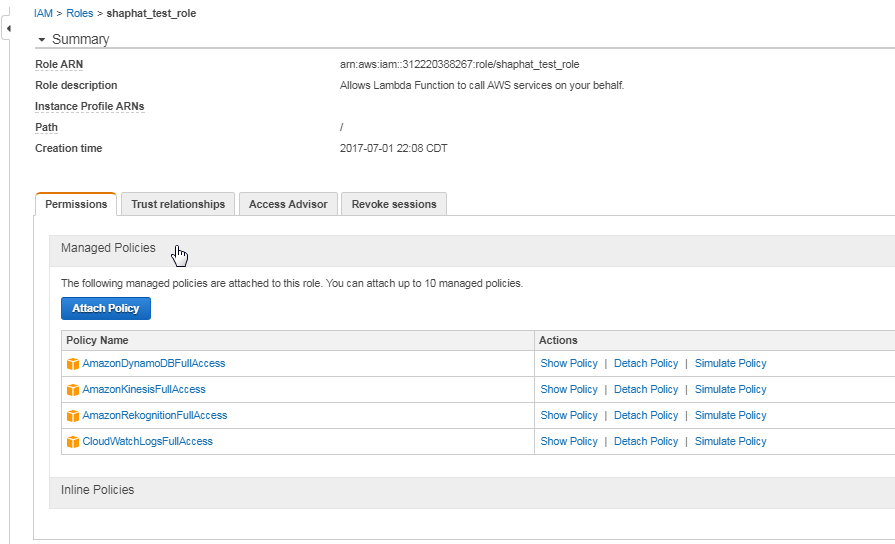 IAM > Roles > shaphat_test_role
Summary
Role ARN arn:aws:iam::312220388267:role/shaphat_test_role
Role description Allows Lambda Function to call AWS services on your behalf.
Instance Profile ARNs
Path /
Creation time 2017-07-01 22:08 CDT
Permissions Trust relationships Access Advisor Revoke sessions
Managed Policies
The following managed policies are attached to this role. You can attach up to 10 managed policies.
Attach Policy
Policy Name Actions
AmazonDynamoDBFullAccess Show Policy | Detach Policy | Simulate Policy
AmazonKinesisFullAccess Show Policy | Detach Policy | Simulate Policy
AmazonRekognitionFullAccess Show Policy | Detach Policy | Simulate Policy
CloudWatchLogsFullAccess Show Policy | Detach Policy | Simulate Policy
Inline Policies